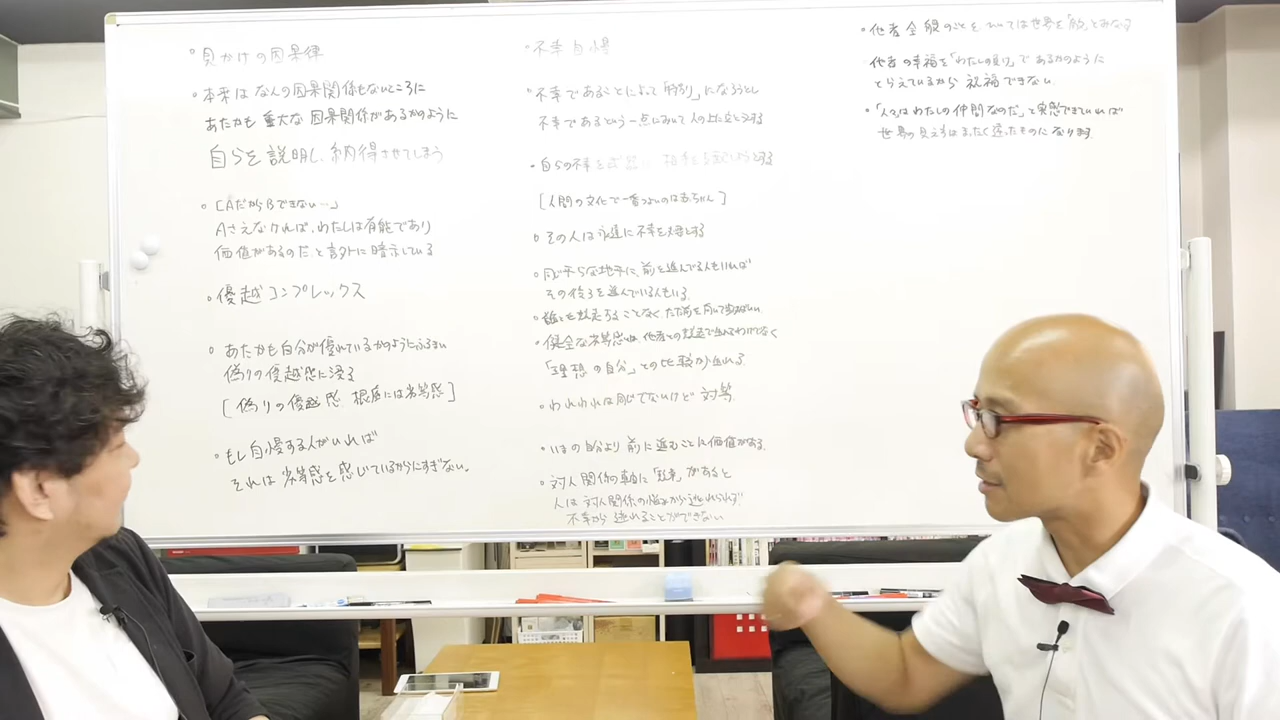 ・見かけの因果律
・本来はなんの因果関係もないところに
あたかも重大な因果関係があるかのように
自らを説明し、納得させてしまう
・「AだからBできない…」
Aさえなければ、わたしは有能であり
価値があるのだ、と言外に暗示している
・優越コンプレックス
・あたかも自分が優れているかのようにふるまい
偽りの優越感に浸る
[偽りの優越感 根底には劣等感]
・もし自慢する人がいれば
それは劣等感を感じているからにすぎない。
・不幸自慢
・不幸であることによって「特別」になろうとし
不幸であるという一点において人の上に立とうとする
・自らの不幸を武器に 相手を支配しようとする
[人間の文化で一番つよいのは赤ちゃん]
・その人は永遠に不幸を必要とする
・同じ平らな地平に、前を進んでる人もいれば
その後ろを進んでいる人もいる。
・誰とも競走することなくただ前を向いて歩けばいい
・健全な劣等感は他者との比較で生まれるわけでなく
「理想の自分」との比較から生まれる
・われわれは同じでないけど対等
・いまの自分より前に進むことに価値がある。
・対人関係の軸に「競争」があると
人は対人関係の悩みから逃れられず
不幸から逃れることができない
・他者全般のことを、ひいては世界を「敵」とみなす
他者の幸福を「わたしの負け」であるかのように
とらえているから祝福できない
・「人々はわたしの仲間なのだ」と実感できていれば
世界の見え方はまったく違ったものになります